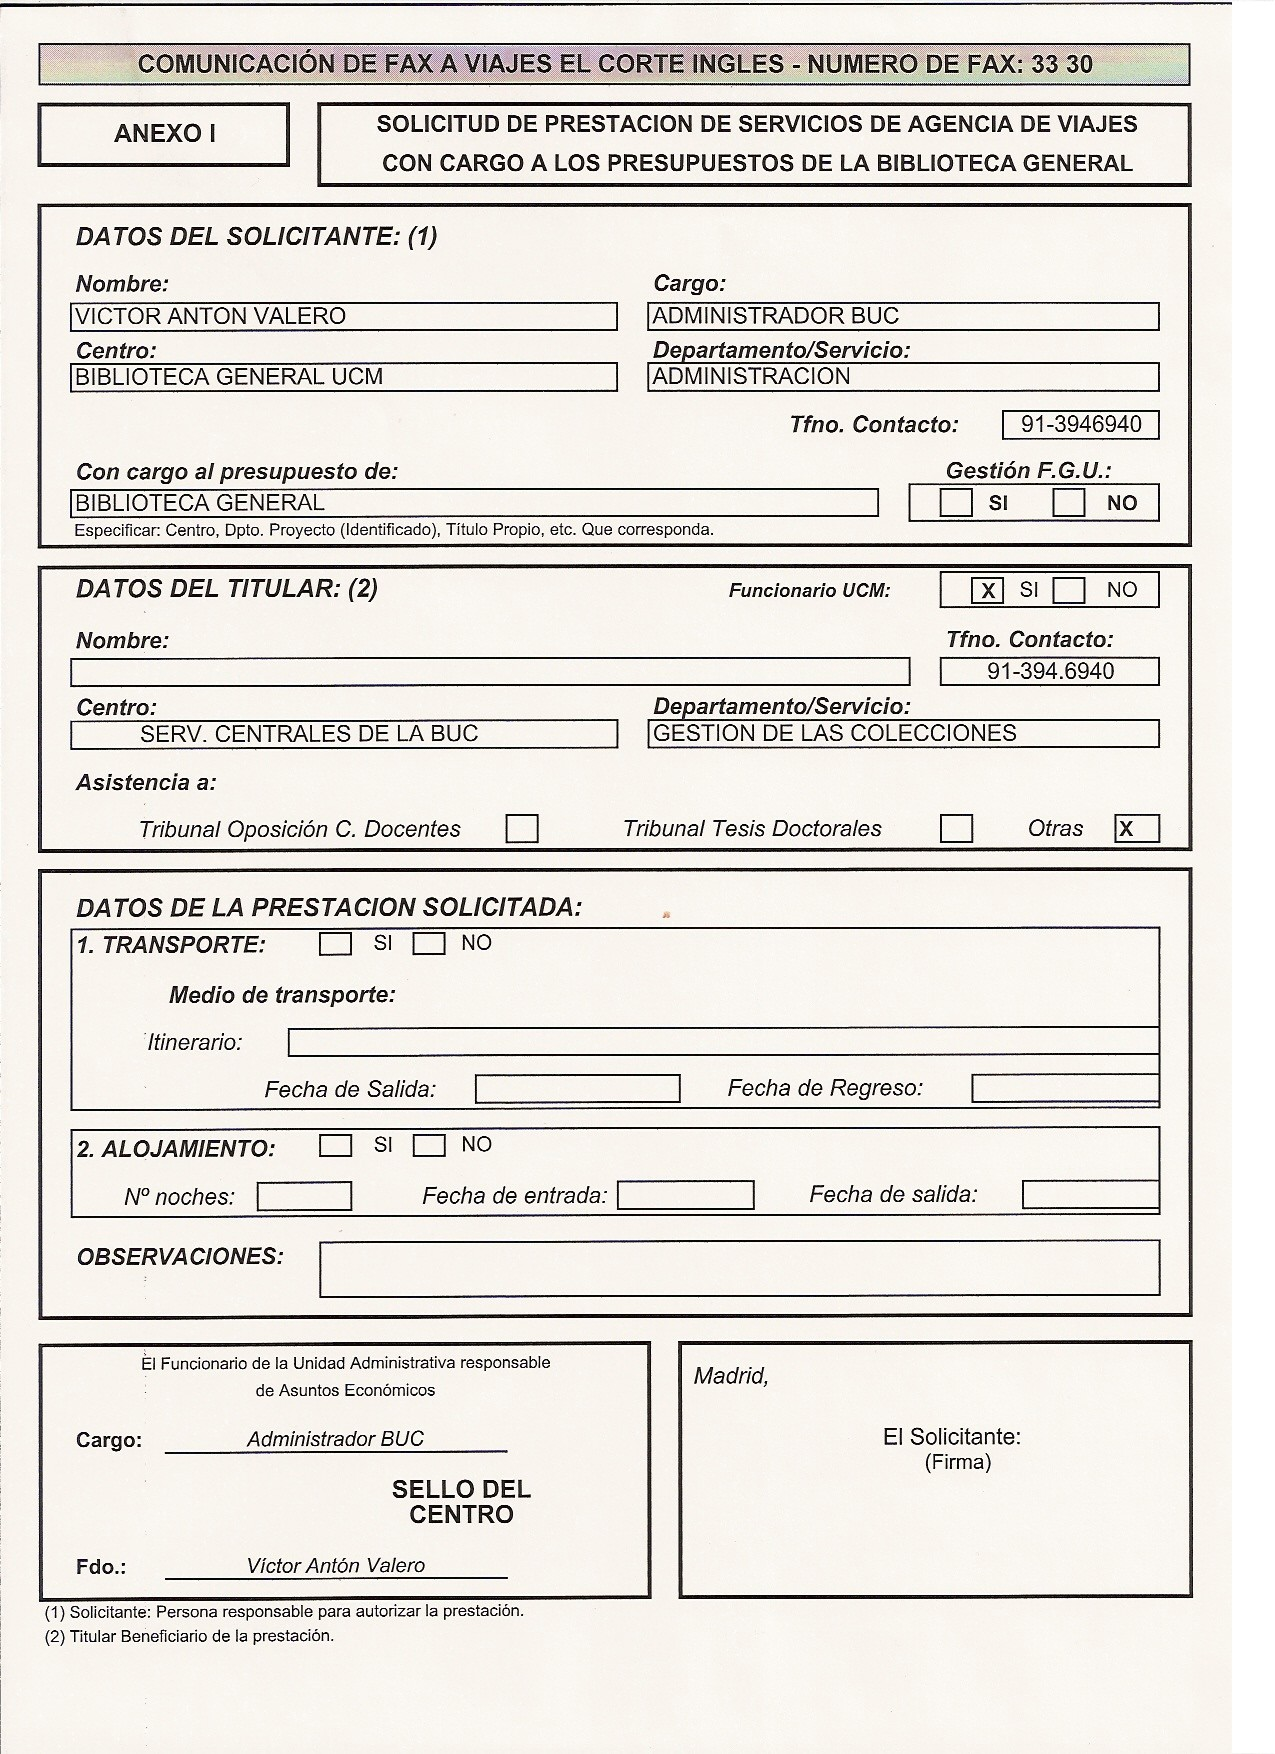 COMUNICACIÓN DE FAX A VIAJES EL CORTE INGLES - NUMERO DE FAX: 33 30
ANEXO I
SOLICITUD DE PRESTACION DE SERVICIOS DE AGENCIA DE VIAJES
CON CARGO A LOS PRESUPUESTOS DE LA BIBLIOTECA GENERAL
DATOS DEL SOLICITANTE: (1)
Nombre: Cargo:
VICTOR ANTON VALERO ADMINISTRADOR BUC
Centro: Departamento/Servicio:
BIBLIOTECA GENERAL UCM ADMINISTRACION
Tfno. Contacto: 91-3946940
Con cargo al presupuesto de: Gestión F.G.U.:
BIBLIOTECA GENERAL SI NO
Especificar: Centro, Dpto. Proyecto (Identificado), Título Propio, etc. Que corresponda.
DATOS DEL TITULAR: (2) Funcionario UCM: X SI NO
Nombre: Tfno. Contacto:
91-394.6940
Centro: Departamento/Servicio:
SERV. CENTRALES DE LA BUC GESTION DE LAS COLECCIONES
Asistencia a:
Tribunal Oposición C. Docentes Tribunal Tesis Doctorales Otras X
DATOS DE LA PRESTACION SOLICITADA:
1. TRANSPORTE: SI NO
Medio de transporte:
Itinerario:
Fecha de Salida: Fecha de Regreso:
2. ALOJAMIENTO: SI NO
Nº noches: Fecha de entrada: Fecha de salida:
OBSERVACIONES:
El Funcionario de la Unidad Administrativa responsable
de Asuntos Económicos
Cargo: Administrador BUC
SELLO DEL
CENTRO
Fdo.: Víctor Antón Valero
Madrid,
El Solicitante:
(Firma)
(1) Solicitante: Persona responsable para autorizar la prestación.
(2) Titular Beneficiario de la prestación.